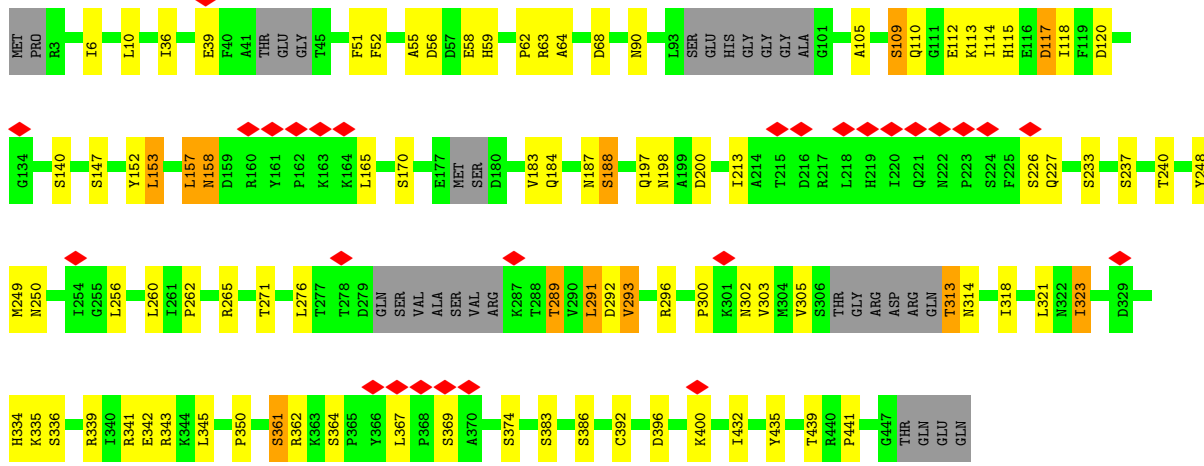 MET PRO R3 I6 L10 I36 E39 F40 A41 THR GLU GLY T45 F51 F52 A55 D56 D57 E58 H59 P62 R63 A64 D68 N90 L93 SER GLU HIS GLY GLY GLY ALA G101 A105 S109 Q110 G111 E112 K113 I114 H115 E116 D117 I118 F119 D120
G134 S140 S147 Y152 L153 L157 N158 D159 R160 Y161 P162 K163 K164 L165 S170 E177 MET SER D180 V183 Q184 N187 S188 Q197 N198 A199 D200 I213 A214 T215 D216 R217 L218 H219 I220 Q221 N222 P223 S224 F225 S226 Q227 S233 S237 T240 Y248
M249 N250 I254 G255 L256 L260 I261 P262 R265 T271 L276 T277 T278 D279 GLN SER VAL ALA SER VAL ARG K287 T288 T289 V290 L291 D292 V293 R296 P300 K301 N302 V303 M304 V305 S306 THR GLY ARG ASP ARG GLN T313 N314 I318 L321 N322 I323 D329
H334 K335 S336 R339 I340 R341 E342 R343 K344 L345 P350 S361 R362 K363 S364 P365 Y366 L367 P368 S369 A370 S374 S383 S386 C392 D396 K400 I432 Y435 T439 R440 P441 G447 THR GLN GLU GLN